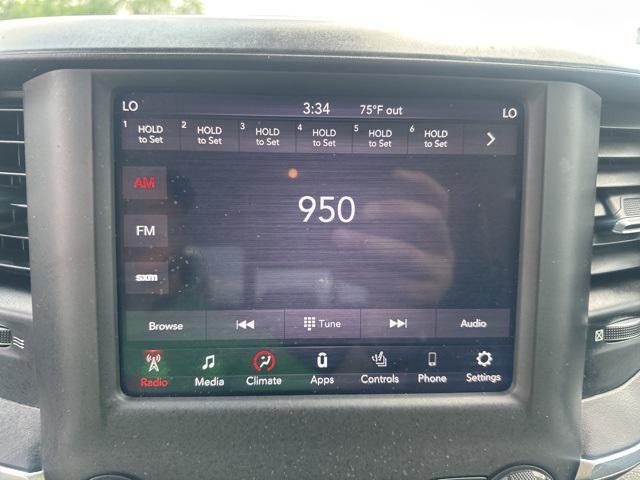 LO 3:34 75°F out LO
1 HOLD to Set 2 HOLD to Set 3 HOLD to Set 4 HOLD to Set 5 HOLD to Set 6 HOLD to Set
AM
950
FM
sxm
Browse Tune Audio
Radio Media Climate Apps Controls Phone Settings